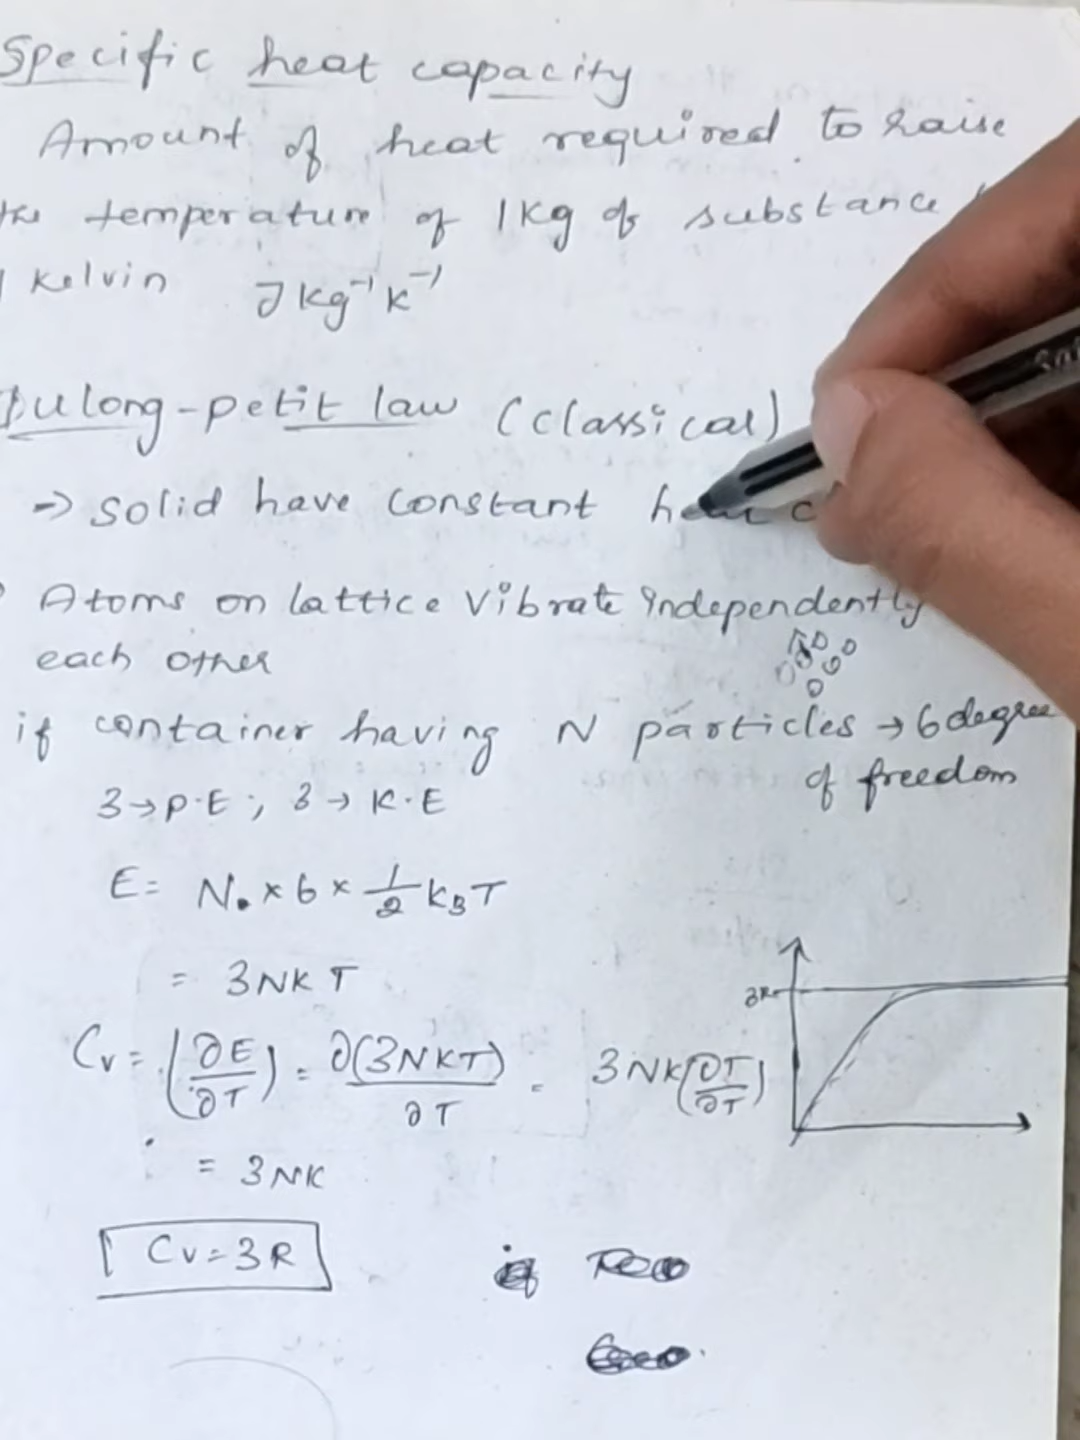 Specific heat capacity
Amount of heat required to raise
the temperature of 1Kg of substance
1 Kelvin J Kg⁻¹ K⁻¹
Dulong-petit law (classical)
→ solid have constant
Atoms on lattice vibrate independently
each other
if container having N particles → 6 degree
of freedom
3→P.E ; 3→ K.E
E = N. × 6 × 1/2 k_B T
= 3NKT
3R
Cv = (∂E/∂T) = ∂(3NKT)/∂T = 3NK(∂T/∂T)
= 3NK
Cv = 3R